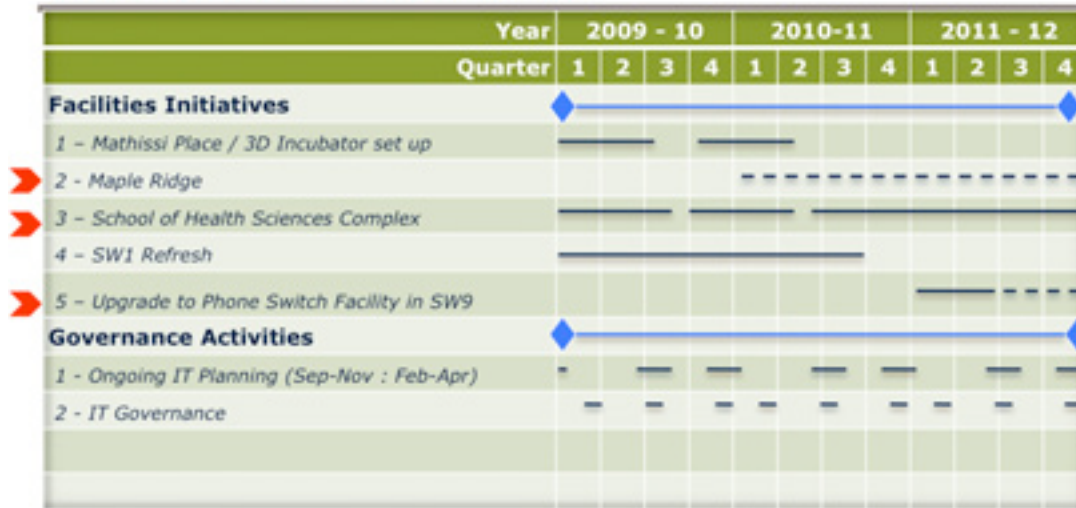 Year 2009 - 10 2010-11 2011 - 12
Quarter 1 2 3 4 1 2 3 4 1 2 3 4
Facilities Initiatives
1 – Mathissi Place / 3D Incubator set up
2 - Maple Ridge
3 – School of Health Sciences Complex
4 – SW1 Refresh
5 – Upgrade to Phone Switch Facility in SW9
Governance Activities
1 - Ongoing IT Planning (Sep-Nov : Feb-Apr)
2 - IT Governance